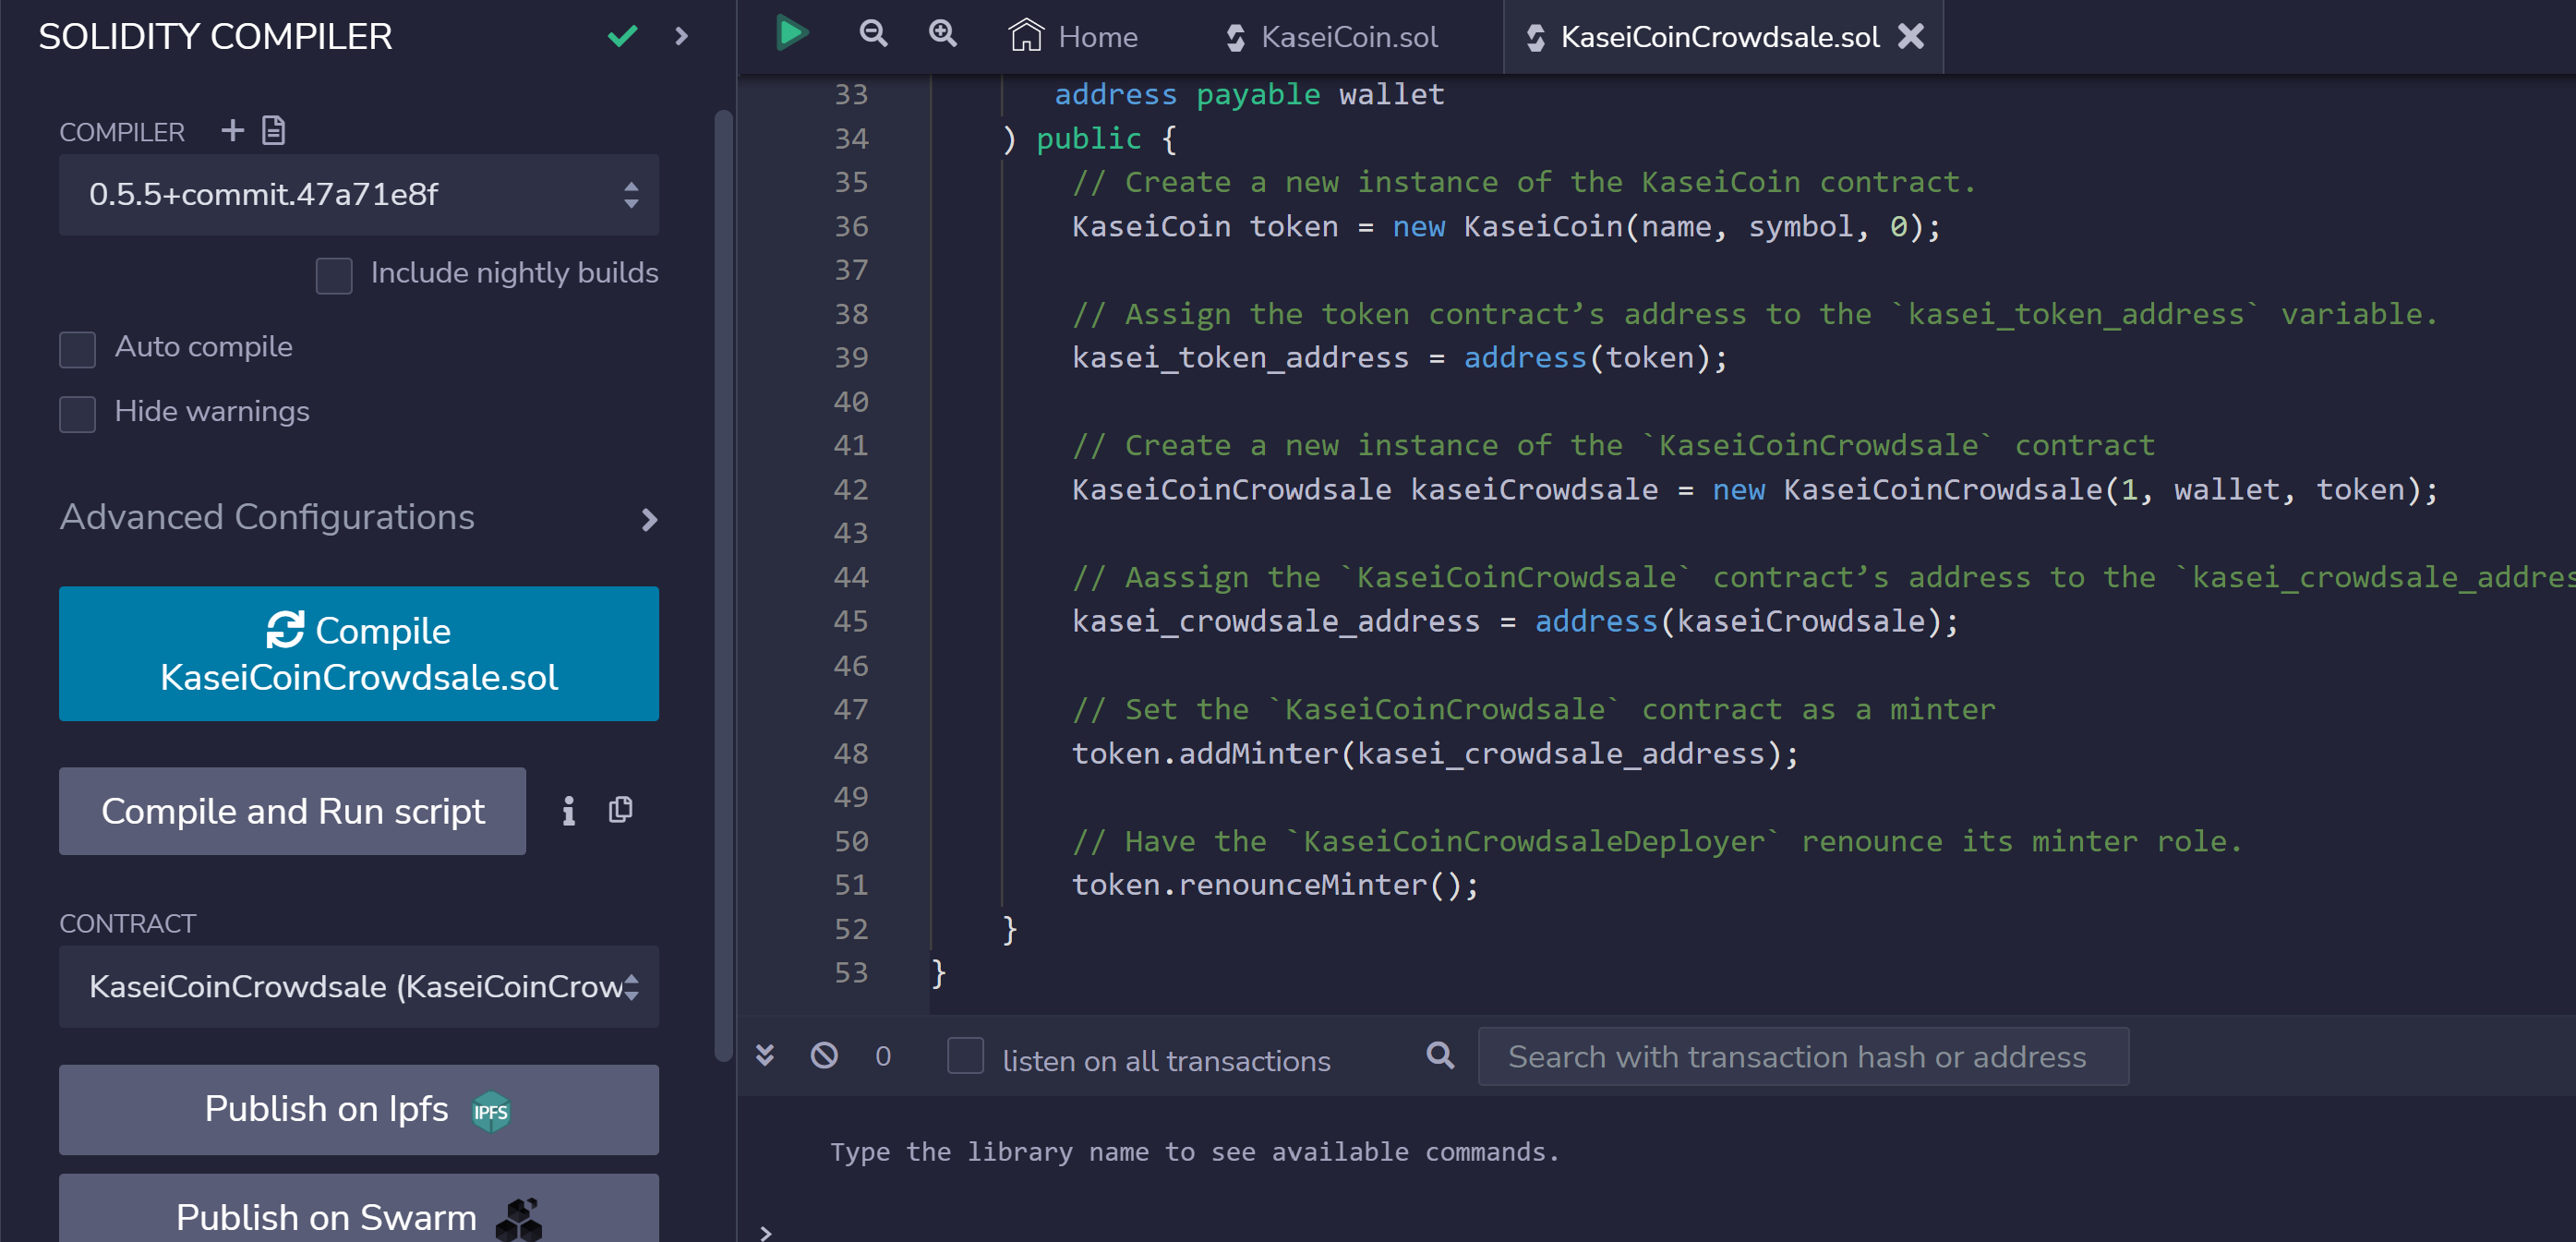 SOLIDITY COMPILER
COMPILER
0.5.5+commit.47a71e8f
Include nightly builds
Auto compile
Hide warnings
Advanced Configurations
Compile
KaseiCoinCrowdsale.sol
Compile and Run script
CONTRACT
KaseiCoinCrowdsale (KaseiCoinCrow
Publish on Ipfs IPFS
Publish on Swarm
Home KaseiCoin.sol KaseiCoinCrowdsale.sol
33 address payable wallet
34 ) public {
35 // Create a new instance of the KaseiCoin contract.
36 KaseiCoin token = new KaseiCoin(name, symbol, 0);
37
38 // Assign the token contract’s address to the `kasei_token_address` variable.
39 kasei_token_address = address(token);
40
41 // Create a new instance of the `KaseiCoinCrowdsale` contract
42 KaseiCoinCrowdsale kaseiCrowdsale = new KaseiCoinCrowdsale(1, wallet, token);
43
44 // Aassign the `KaseiCoinCrowdsale` contract’s address to the `kasei_crowdsale_addres
45 kasei_crowdsale_address = address(kaseiCrowdsale);
46
47 // Set the `KaseiCoinCrowdsale` contract as a minter
48 token.addMinter(kasei_crowdsale_address);
49
50 // Have the `KaseiCoinCrowdsaleDeployer` renounce its minter role.
51 token.renounceMinter();
52 }
53 }
0 listen on all transactions Search with transaction hash or address
Type the library name to see available commands.
>